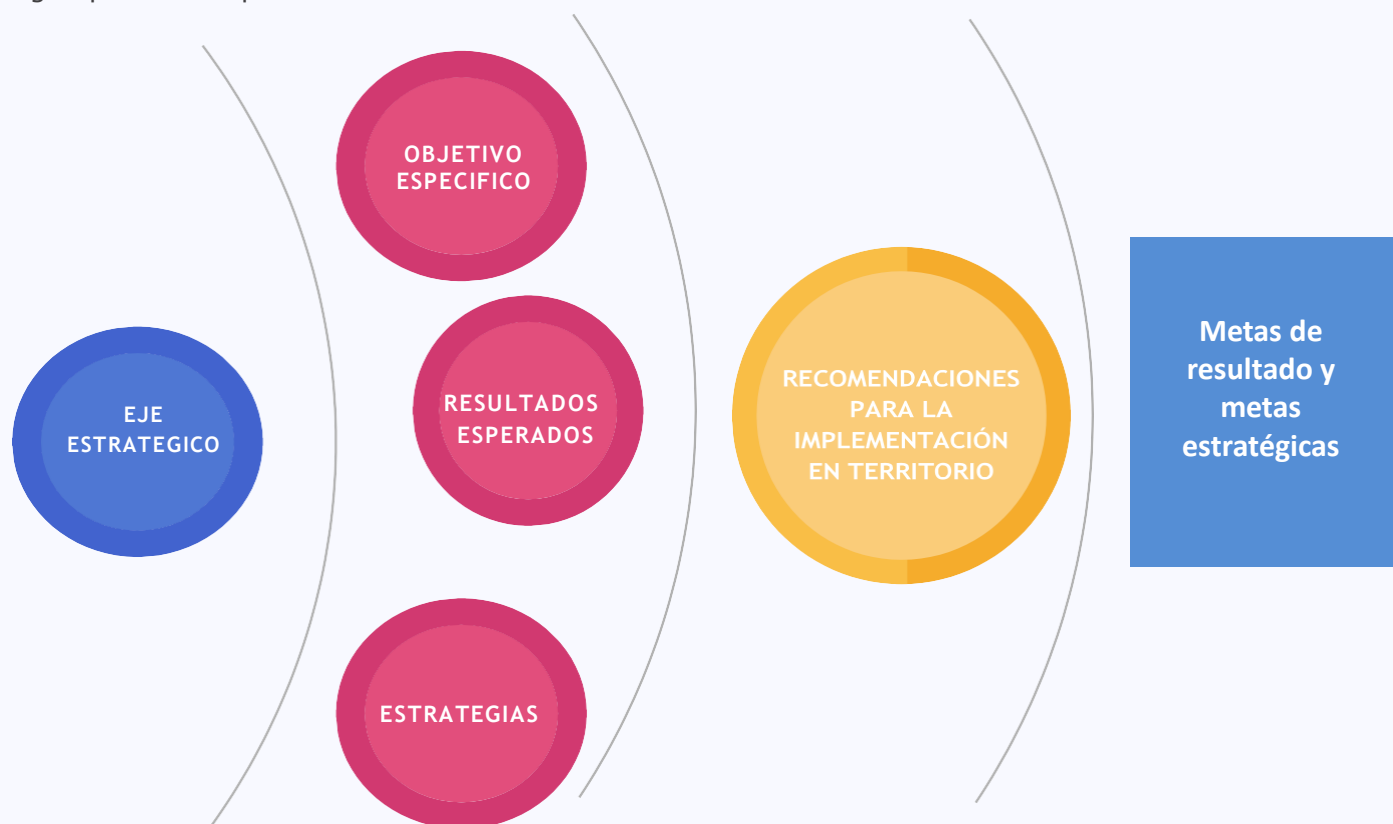 EJE
ESTRATEGICO
OBJETIVO
ESPECIFICO
RESULTADOS
ESPERADOS
ESTRATEGIAS
RECOMENDACIONES
PARA LA
IMPLEMENTACIÓN
EN TERRITORIO
Metas de
resultado y
metas
estratégicas